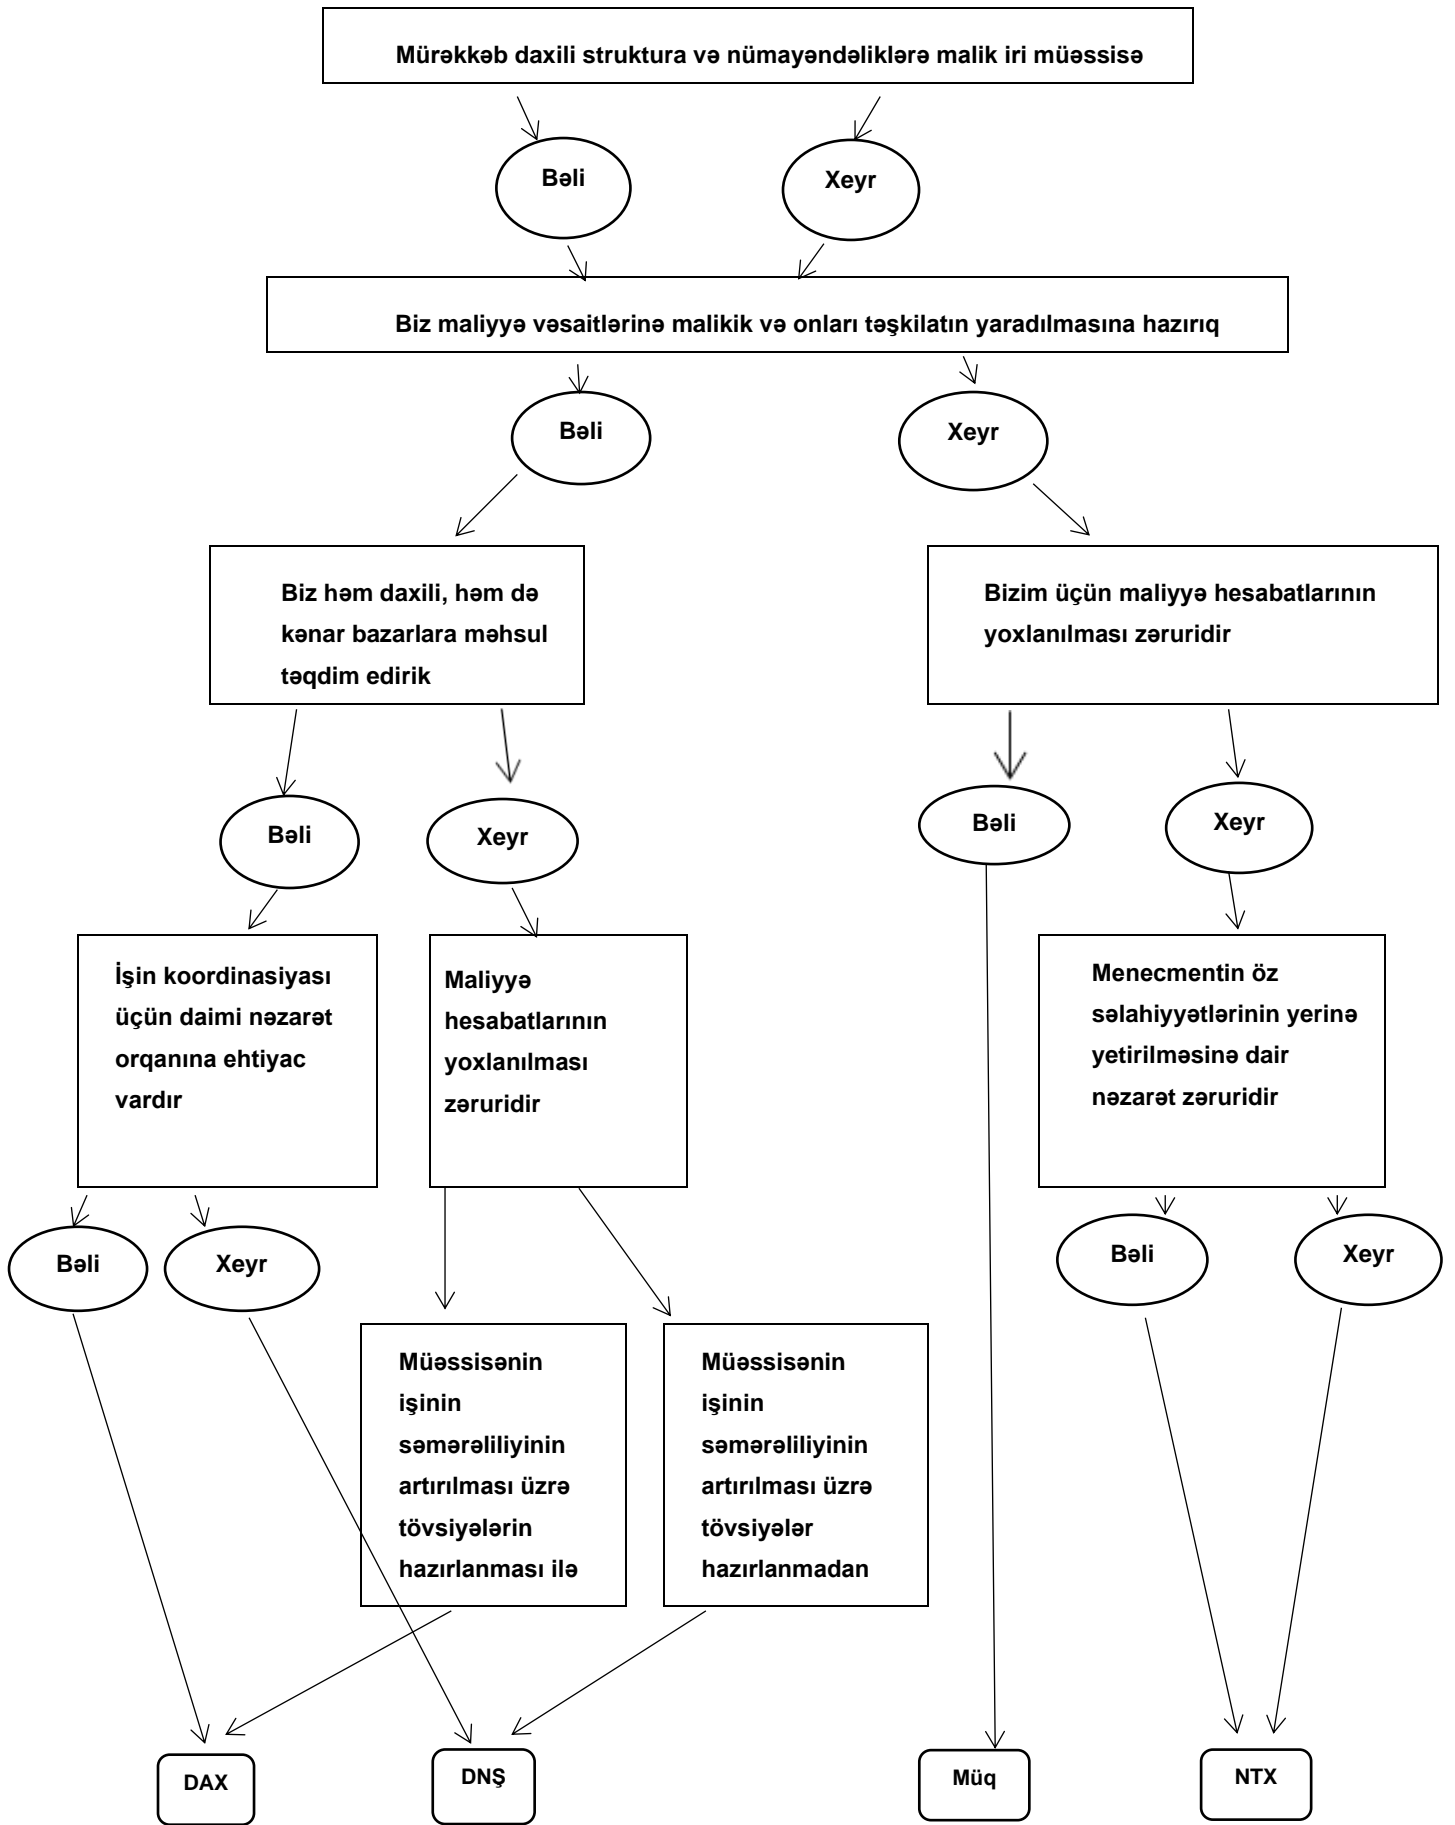 Mürəkkəb daxili struktura və nümayəndəliklərə malik iri müəssisə
Bəli
Xeyr
Biz maliyyə vəsaitlərinə malikik və onları təşkilatın yaradılmasına hazırıq
Bəli
Xeyr
Biz həm daxili, həm də
kənar bazarlara məhsul
təqdim edirik
Bizim üçün maliyyə hesabatlarının
yoxlanılması zəruridir
Bəli
Xeyr
Bəli
Xeyr
İşin koordinasiyası
üçün daimi nəzarət
orqanına ehtiyac
vardır
Maliyyə
hesabatlarının
yoxlanılması
zəruridir
Menecmentin öz
səlahiyyətlərinin yerinə
yetirilməsinə dair
nəzarət zəruridir
Bəli
Xeyr
Bəli
Xeyr
Müəssisənin
işinin
səmərəliliyinin
artırılması üzrə
tövsiyələrin
hazırlanması ilə
Müəssisənin
işinin
səmərəliliyinin
artırılması üzrə
tövsiyələr
hazırlanmadan
DAX
DNŞ
Müq
NTX